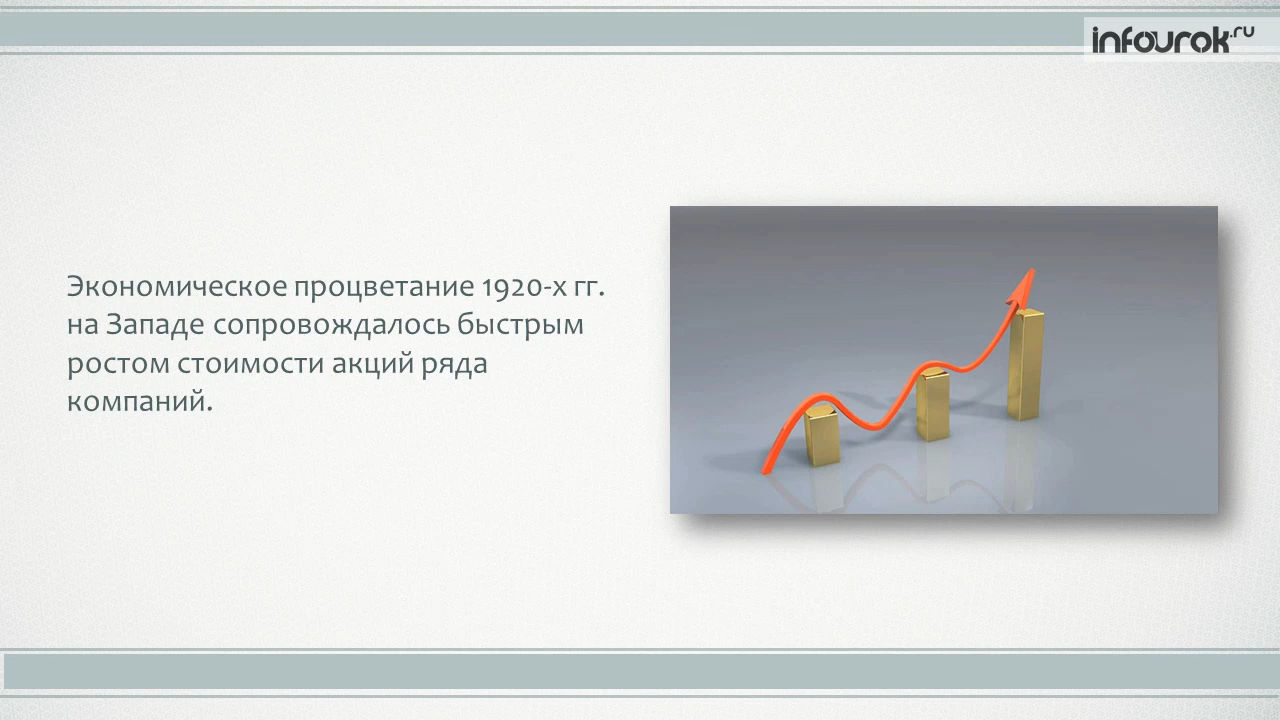 infourok.ru
Экономическое процветание 1920-х гг.
на Западе сопровождалось быстрым
ростом стоимости акций ряда
компаний.